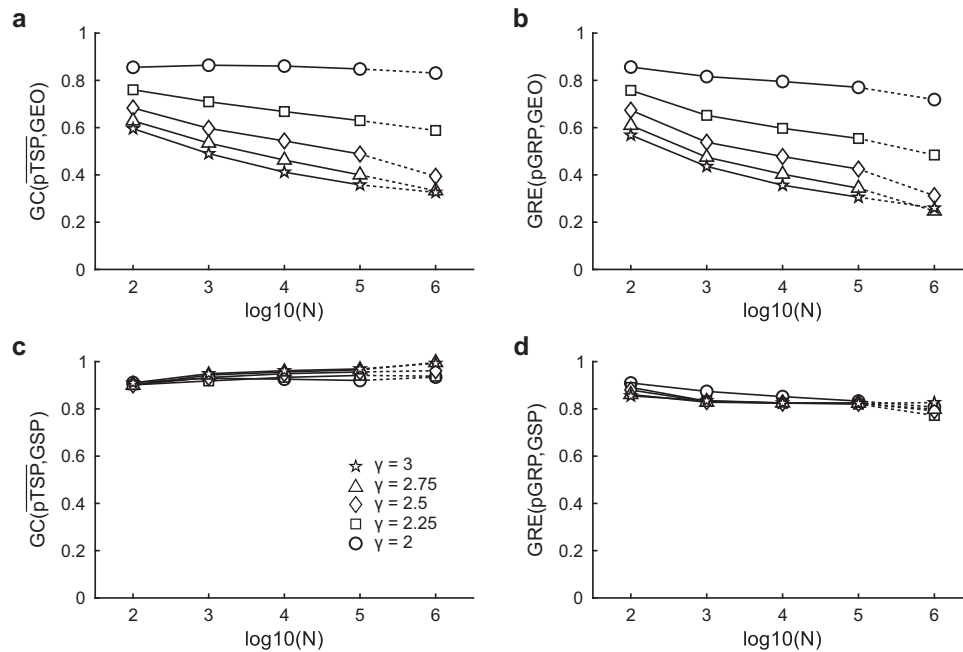 a
1
0.8
0.6
0.4
0.2
0
GC(pTSP,GEO)
2 3 4 5 6
log10(N)
b
1
0.8
0.6
0.4
0.2
0
GRE(pGRP,GEO)
2 3 4 5 6
log10(N)
c
1
0.8
0.6
0.4
0.2
0
GC(pTSP,GSP)
γ = 3
γ = 2.75
γ = 2.5
γ = 2.25
γ = 2
2 3 4 5 6
log10(N)
d
1
0.8
0.6
0.4
0.2
0
GRE(pGRP,GSP)
2 3 4 5 6
log10(N)